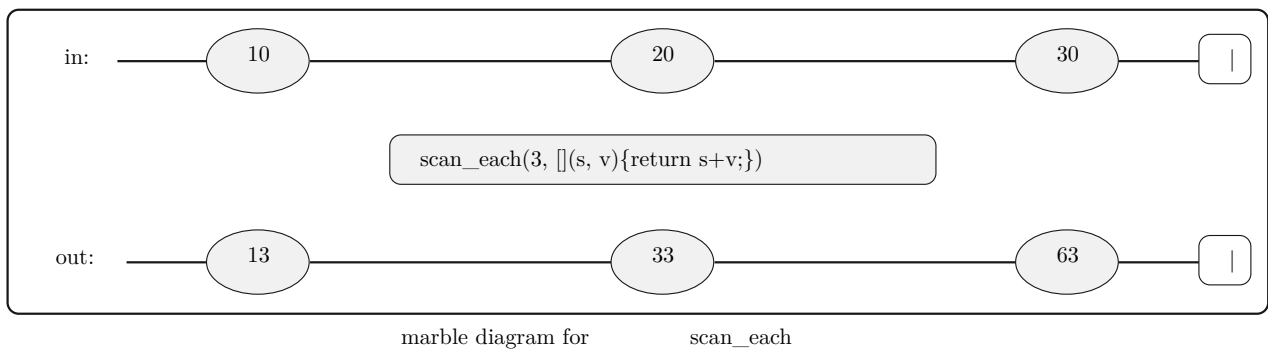 in: 10 20 30 |
scan_each(3, [](s, v){return s+v;})
out: 13 33 63 |
marble diagram for scan_each